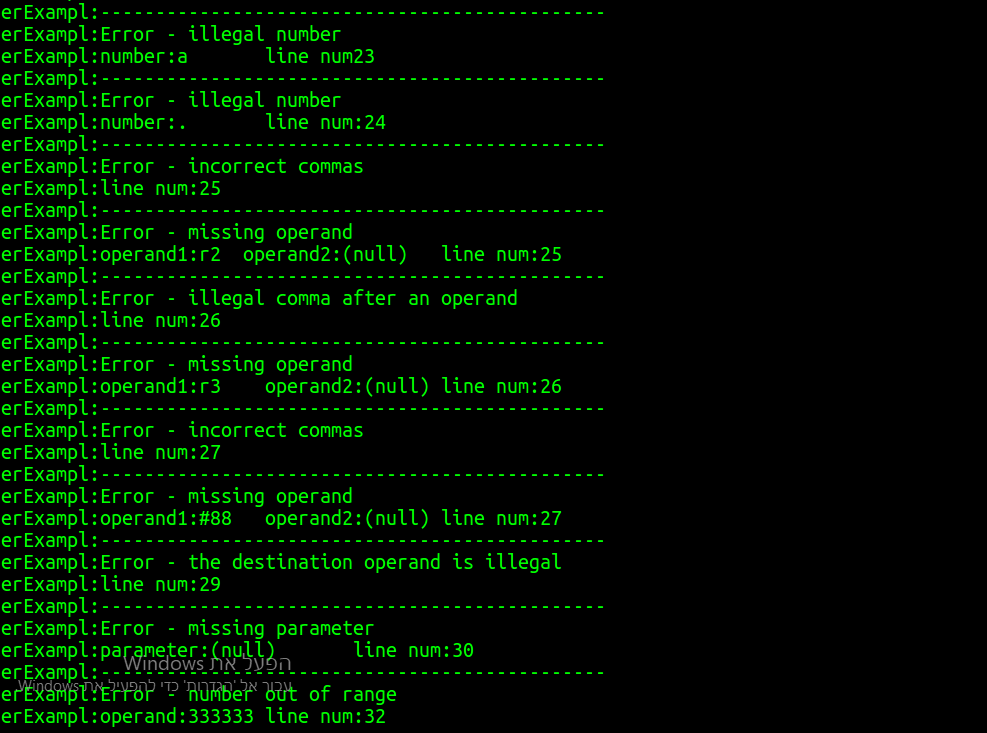 erExampl:----------------------------------------------
erExampl:Error - illegal number
erExampl:number:a       line num23
erExampl:----------------------------------------------
erExampl:Error - illegal number
erExampl:number:.       line num:24
erExampl:----------------------------------------------
erExampl:Error - incorrect commas
erExampl:line num:25
erExampl:----------------------------------------------
erExampl:Error - missing operand
erExampl:operand1:r2  operand2:(null)   line num:25
erExampl:----------------------------------------------
erExampl:Error - illegal comma after an operand
erExampl:line num:26
erExampl:----------------------------------------------
erExampl:Error - missing operand
erExampl:operand1:r3    operand2:(null) line num:26
erExampl:----------------------------------------------
erExampl:Error - incorrect commas
erExampl:line num:27
erExampl:----------------------------------------------
erExampl:Error - missing operand
erExampl:operand1:#88   operand2:(null) line num:27
erExampl:----------------------------------------------
erExampl:Error - the destination operand is illegal
erExampl:line num:29
erExampl:----------------------------------------------
erExampl:Error - missing parameter
erExampl:parameter:(null)       line num:30
הפעל את Windows
erExampl:----------------------------------------------
עבור אל 'הגדרות' כדי להפעיל את Windows.
erExampl:Error - number out of range
erExampl:operand:333333 line num:32